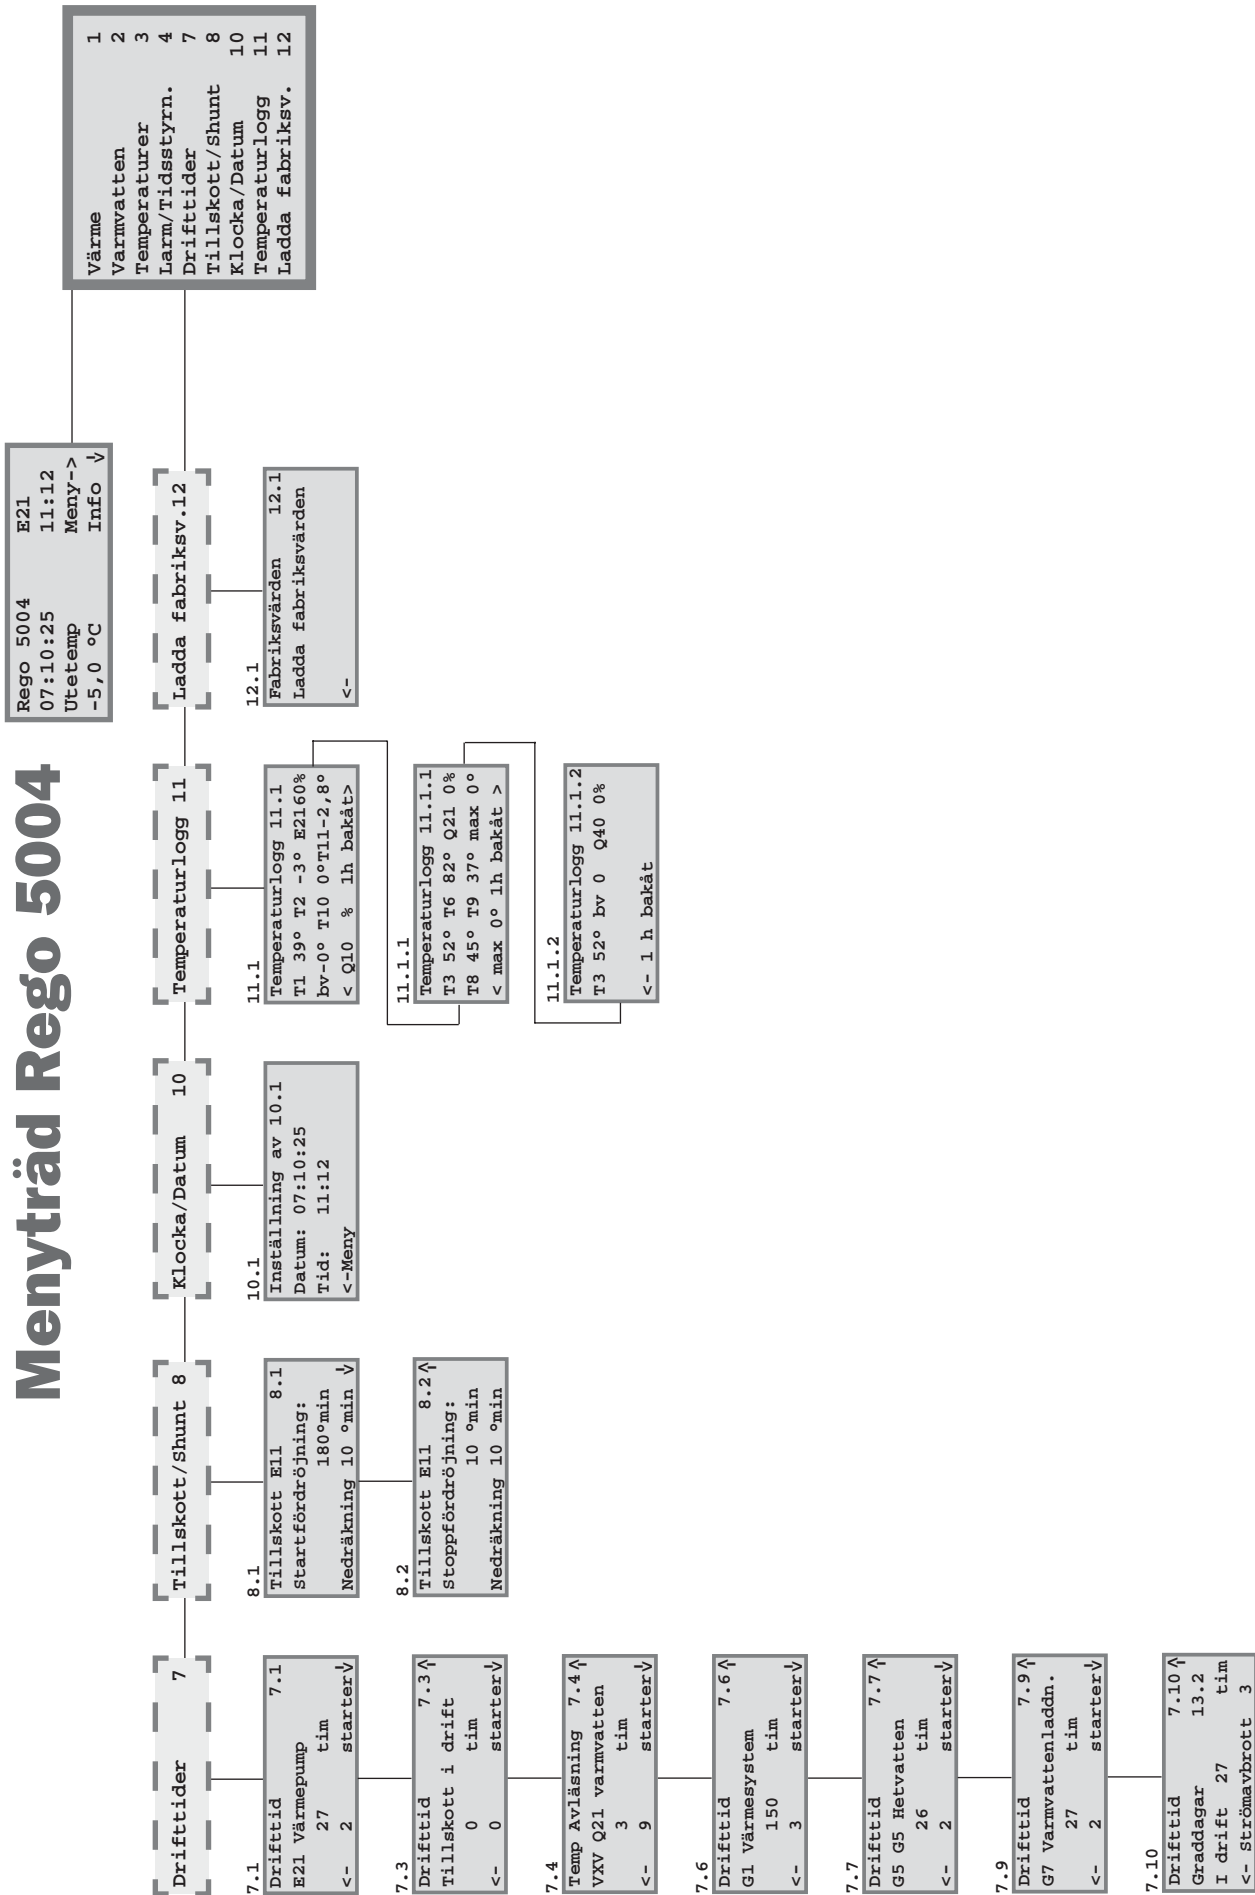 Menyträd Rego 5004
Rego 5004 E21
07:10:25 11:12
Utetemp Meny->
-5,0 °C Info
Värme 1
Varmvatten 2
Temperaturer 3
Larm/Tidsstyrn. 4
Drifttider 7
Tillskott/Shunt 8
Klocka/Datum 10
Temperaturlogg 11
Ladda fabriksv. 12
Drifttider 7
7.1
Drifttid 7.1
E21 Värmepump
27 tim
<- 2 starter
7.3
Drifttid 7.3
Tillskott i drift
0 tim
<- 0 starter
7.4
Temp Avläsning 7.4
VXV Q21 varmvatten
3 tim
<- 9 starter
7.6
Drifttid 7.6
G1 Värmesystem
150 tim
<- 3 starter
7.7
Drifttid 7.7
G5 G5 Hetvatten
26 tim
<- 2 starter
7.9
Drifttid 7.9
G7 Varmvattenladdn.
27 tim
<- 2 starter
7.10
Drifttid 7.10
Graddagar 13.2
I drift 27 tim
<- Strömavbrott 3
Tillskott/Shunt 8
8.1
Tillskott E11 8.1
Startfördröjning:
180°min
Nedräkning 10 °min
8.2
Tillskott E11 8.2
Stoppfördröjning:
10 °min
Nedräkning 10 °min
Klocka/Datum 10
10.1
Inställning av 10.1
Datum: 07:10:25
Tid: 11:12
<-Meny
Temperaturlogg 11
11.1
Temperaturlogg 11.1
T1 39° T2 -3° E2160%
bv-0° T10 0°T11-2,8°
< Q10 % 1h bakåt>
11.1.1
Temperaturlogg 11.1.1
T3 52° T6 82° Q21 0%
T8 45° T9 37° max 0°
< max 0° 1h bakåt >
11.1.2
Temperaturlogg 11.1.2
T3 52° bv 0 Q40 0%
<- 1 h bakåt
Ladda fabriksv.12
12.1
Fabriksvärden 12.1
Ladda fabriksvärden
<-